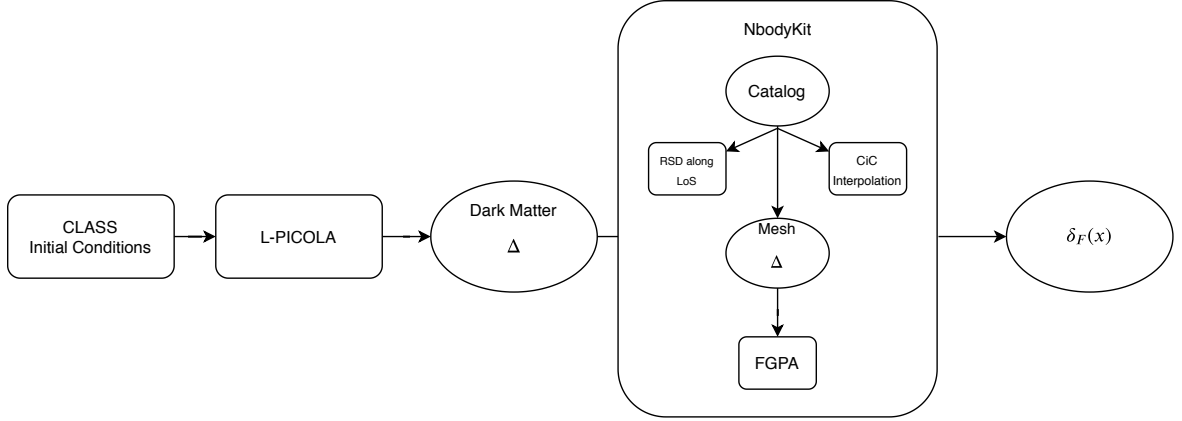 CLASS
Initial Conditions
L-PICOLA
Dark Matter
Δ
NbodyKit
Catalog
RSD along
LoS
CiC
Interpolation
Mesh
Δ
FGPA
δ_F(x)